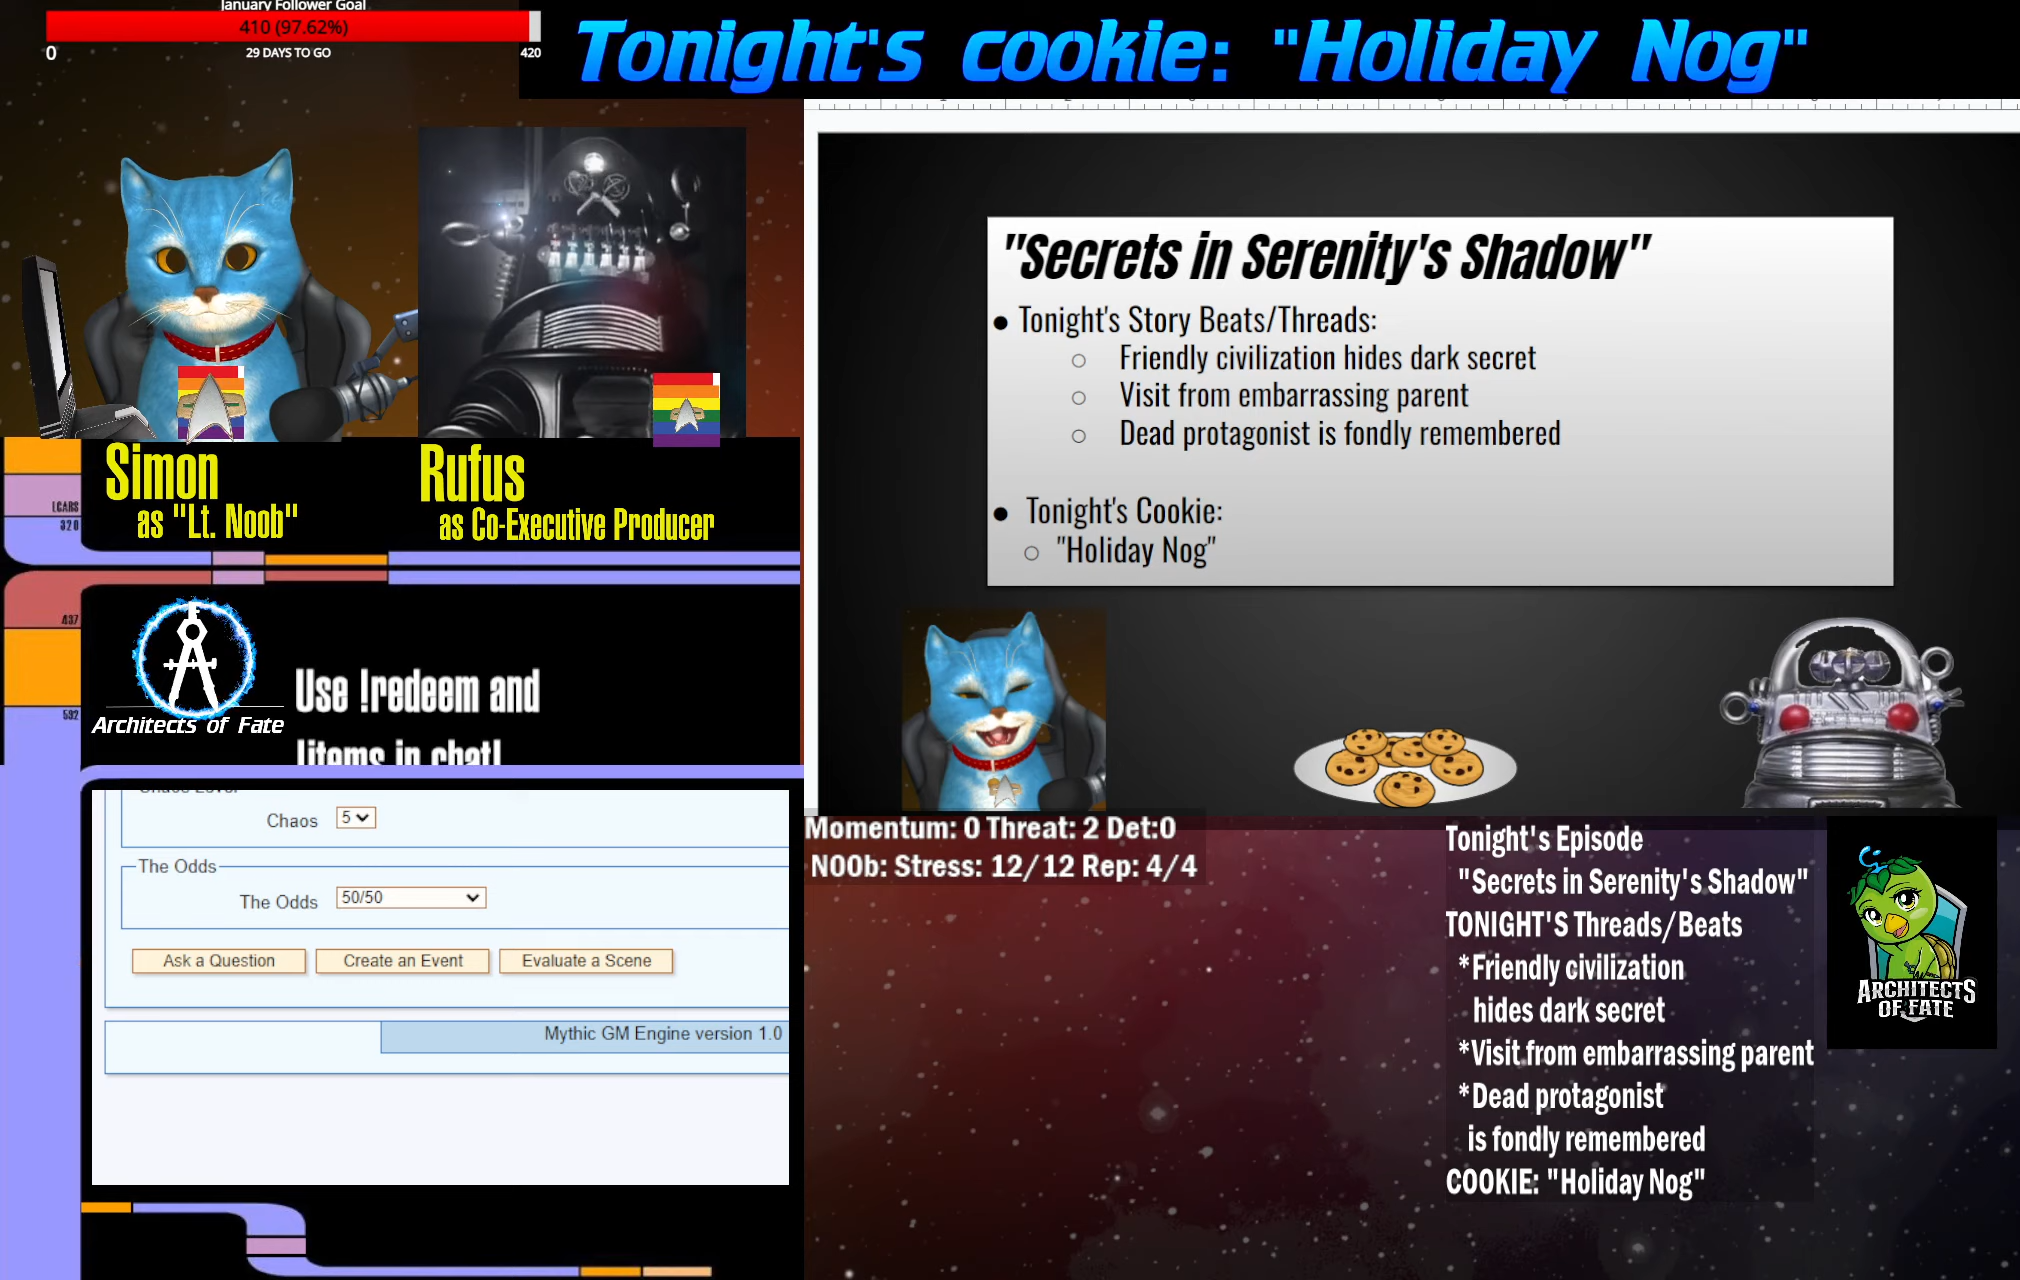 January Follower Goal
410 (97.62%)
0
29 DAYS TO GO
420
Tonight's cookie: "Holiday Nog"
Simon
as "Lt. Noob"
Rufus
as Co-Executive Producer
LCARS
320
437
592
Architects of Fate
Use !redeem and
!items in chat!
Chaos Level
Chaos
5
The Odds
The Odds
50/50
Ask a Question
Create an Event
Evaluate a Scene
Mythic GM Engine version 1.0
"Secrets in Serenity's Shadow"
● Tonight's Story Beats/Threads:
○ Friendly civilization hides dark secret
○ Visit from embarrassing parent
○ Dead protagonist is fondly remembered
● Tonight's Cookie:
○ "Holiday Nog"
Momentum: 0 Threat: 2 Det:0
N00b: Stress: 12/12 Rep: 4/4
Tonight's Episode
"Secrets in Serenity's Shadow"
TONIGHT'S Threads/Beats
*Friendly civilization
hides dark secret
*Visit from embarrassing parent
*Dead protagonist
is fondly remembered
COOKIE: "Holiday Nog"
ARCHITECTS
OF FATE